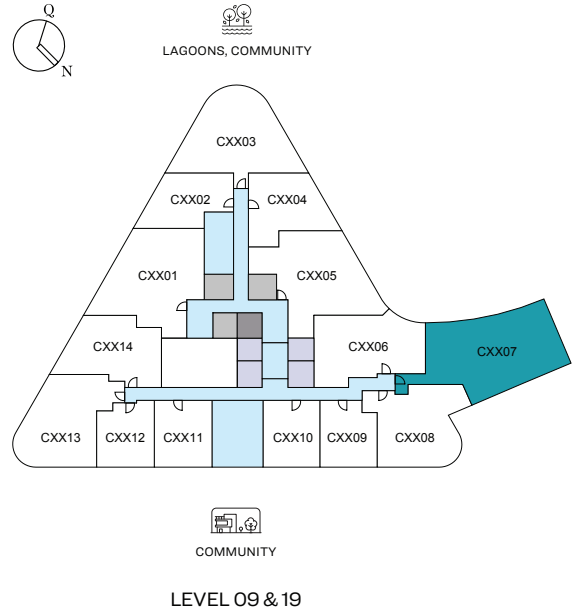 Q
N
LAGOONS, COMMUNITY
CXX03
CXX02
CXX04
CXX01
CXX05
CXX14
CXX06
CXX07
CXX13
CXX12
CXX11
CXX10
CXX09
CXX08
COMMUNITY
LEVEL 09 & 19